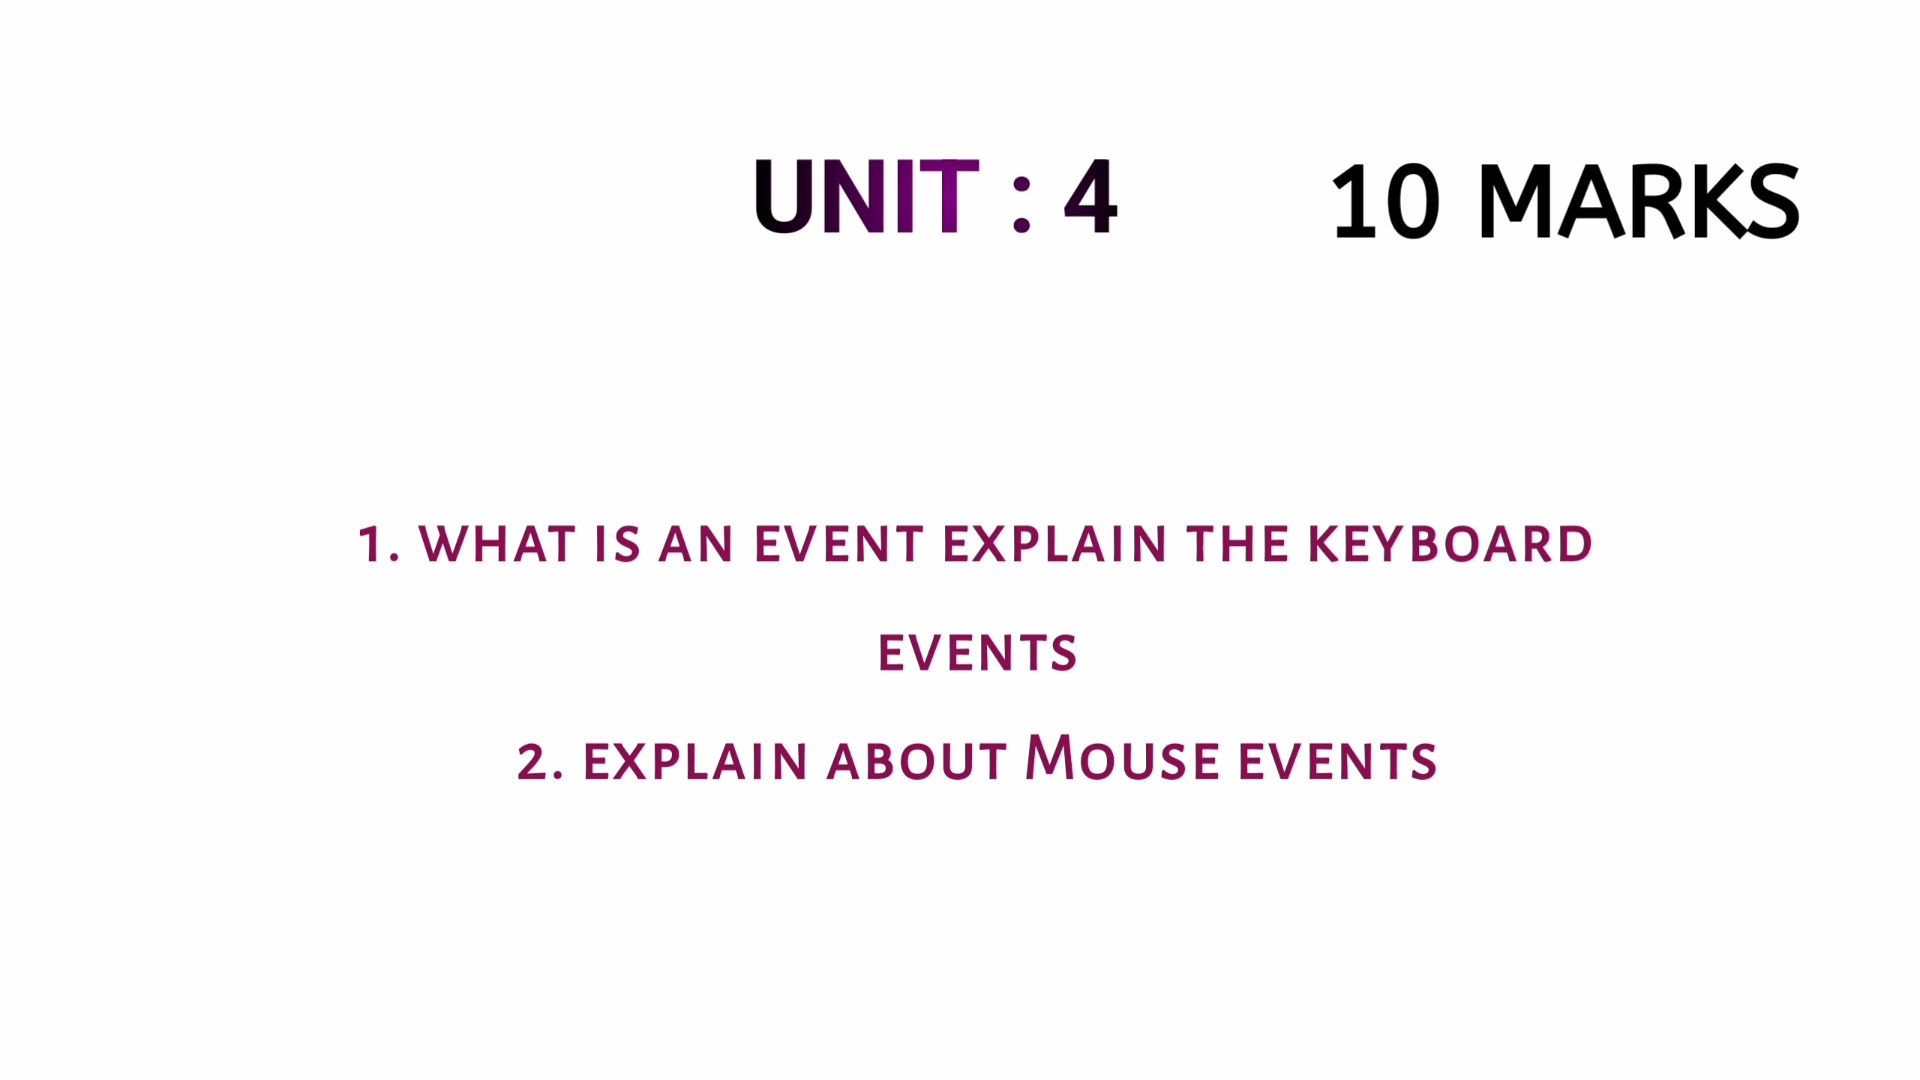 UNIT : 4
10 MARKS
1. WHAT IS AN EVENT EXPLAIN THE KEYBOARD
EVENTS
2. EXPLAIN ABOUT MOUSE EVENTS